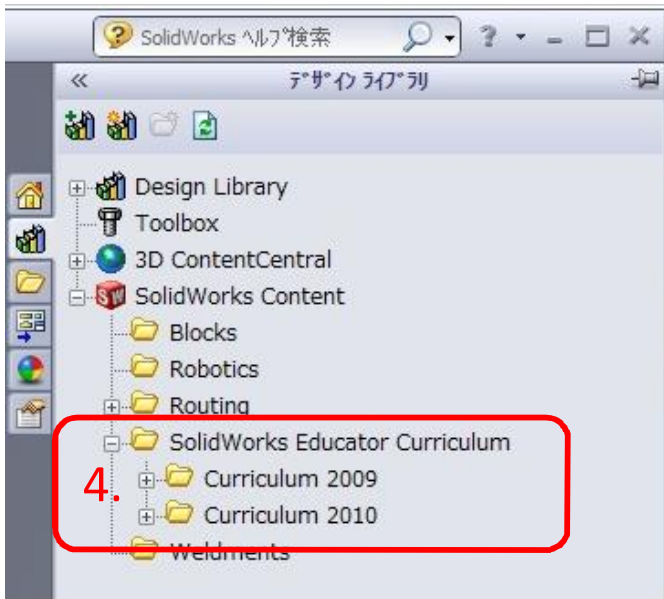 SolidWorks ヘルプ検索
デザイン ライブラリ
Design Library
Toolbox
3D ContentCentral
SolidWorks Content
Blocks
Robotics
Routing
SolidWorks Educator Curriculum
4.
Curriculum 2009
Curriculum 2010
Weldments